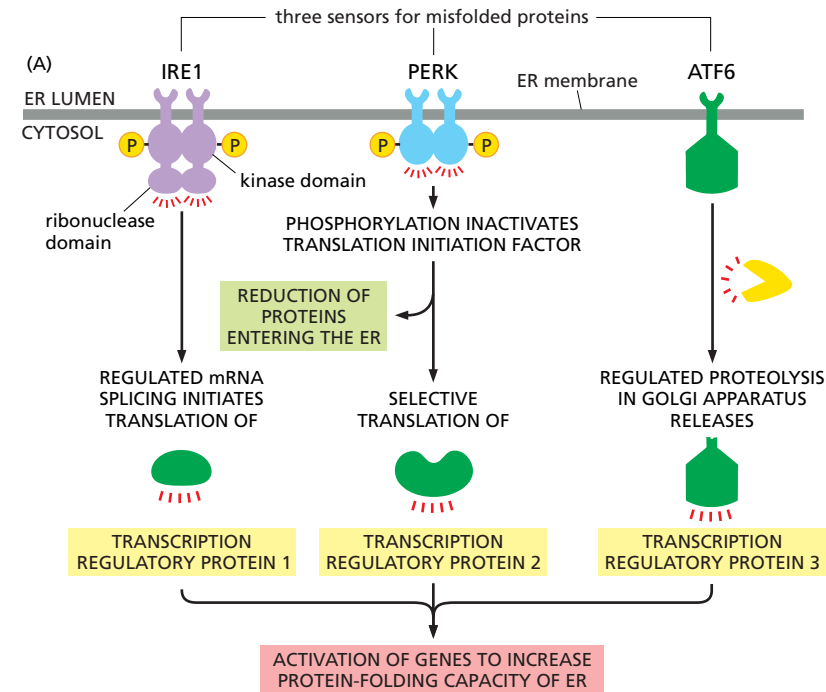 three sensors for misfolded proteins
(A)
IRE1
PERK
ATF6
ER membrane
ER LUMEN
CYTOSOL
P
P
P
P
kinase domain
ribonuclease
domain
PHOSPHORYLATION INACTIVATES
TRANSLATION INITIATION FACTOR
REDUCTION OF
PROTEINS
ENTERING THE ER
REGULATED mRNA
SPLICING INITIATES
TRANSLATION OF
SELECTIVE
TRANSLATION OF
REGULATED PROTEOLYSIS
IN GOLGI APPARATUS
RELEASES
TRANSCRIPTION
REGULATORY PROTEIN 1
TRANSCRIPTION
REGULATORY PROTEIN 2
TRANSCRIPTION
REGULATORY PROTEIN 3
ACTIVATION OF GENES TO INCREASE
PROTEIN-FOLDING CAPACITY OF ER